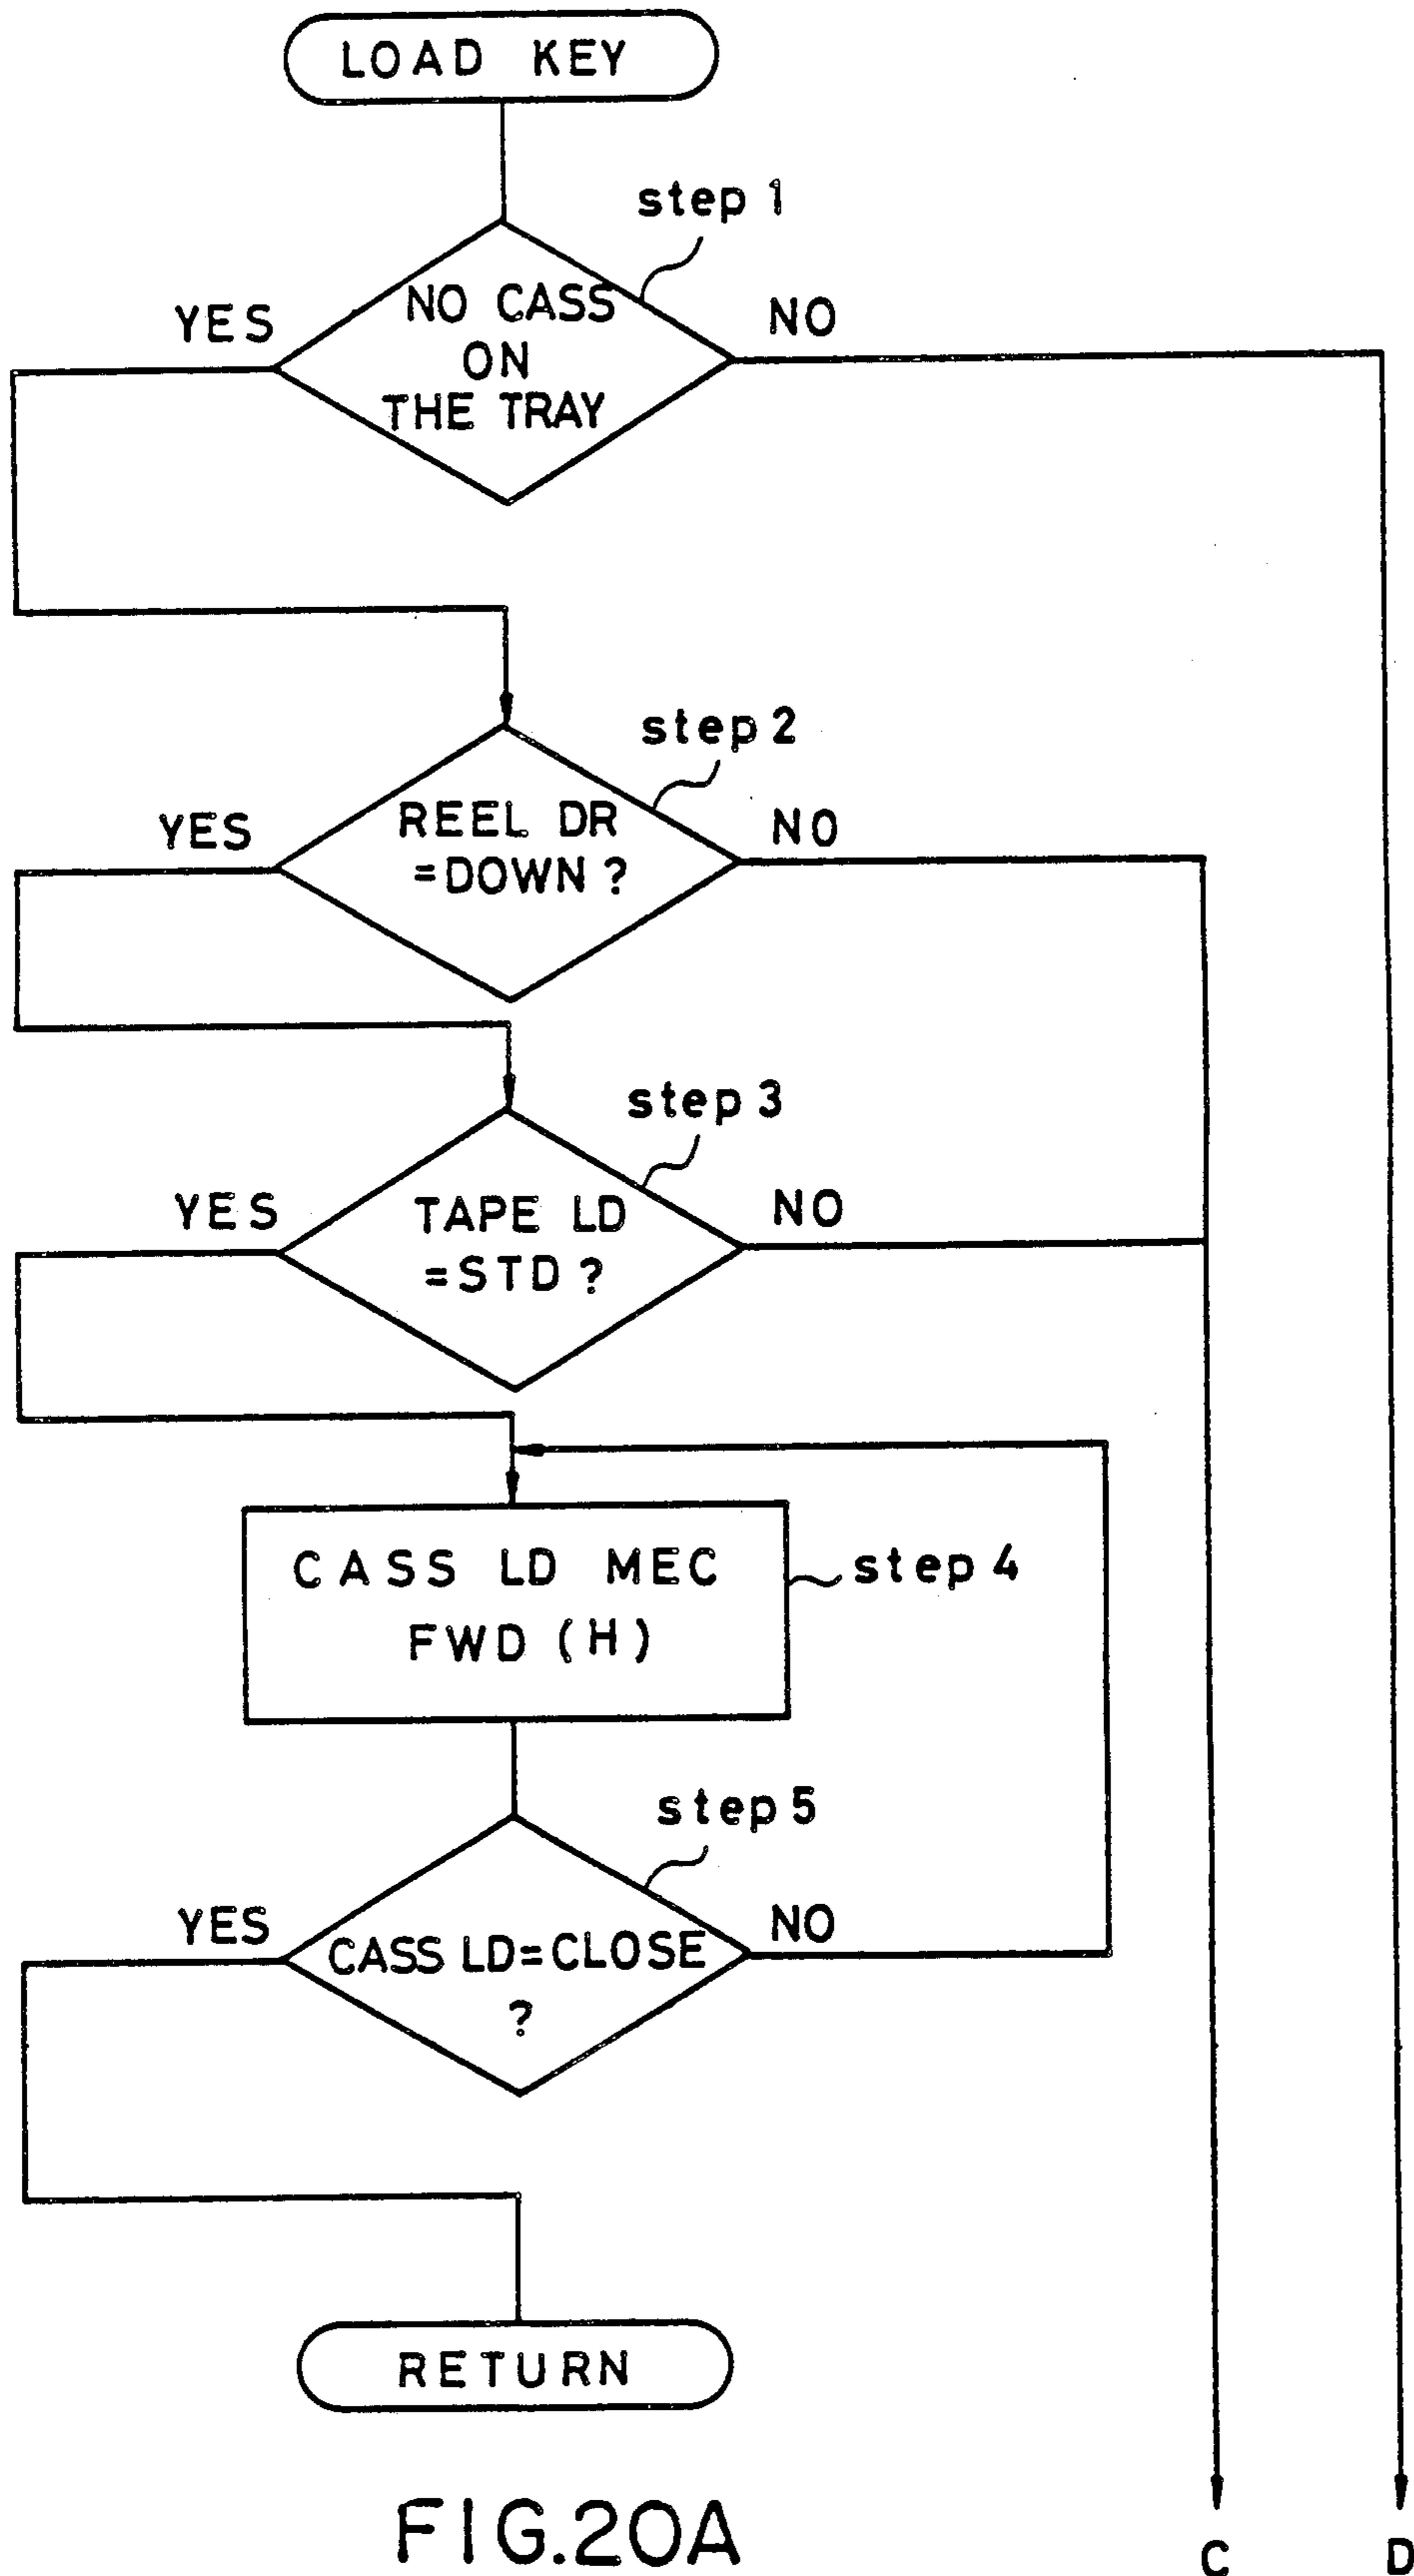 LOAD KEY
step 1
NO CASS
ON
THE TRAY
YES
NO
step 2
REEL DR
=DOWN ?
YES
NO
step 3
TAPE LD
=STD ?
YES
NO
CASS LD MEC
FWD (H)
step 4
step 5
CASS LD=CLOSE
?
YES
NO
RETURN
C
D
FIG.20A